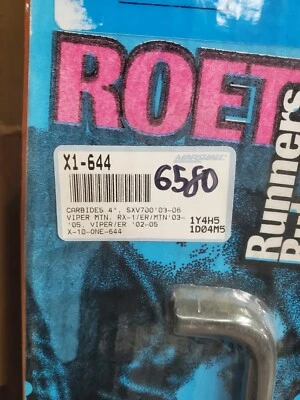 ROET
X1-644
MARSHALL
6580
CARBIDES 4", SXV700'03-06
VIPER MTN. RX-1/ER/MTN'03-
'05. VIPER/ER '02-05
X-10-ONE-644
1Y4H5
1D04M5
Runners